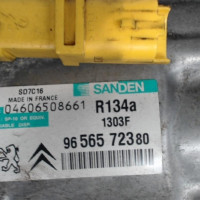 SD7C16
MADE IN FRANCE
SANDEN
04606508661
R134a
1303F
96 565 723 80